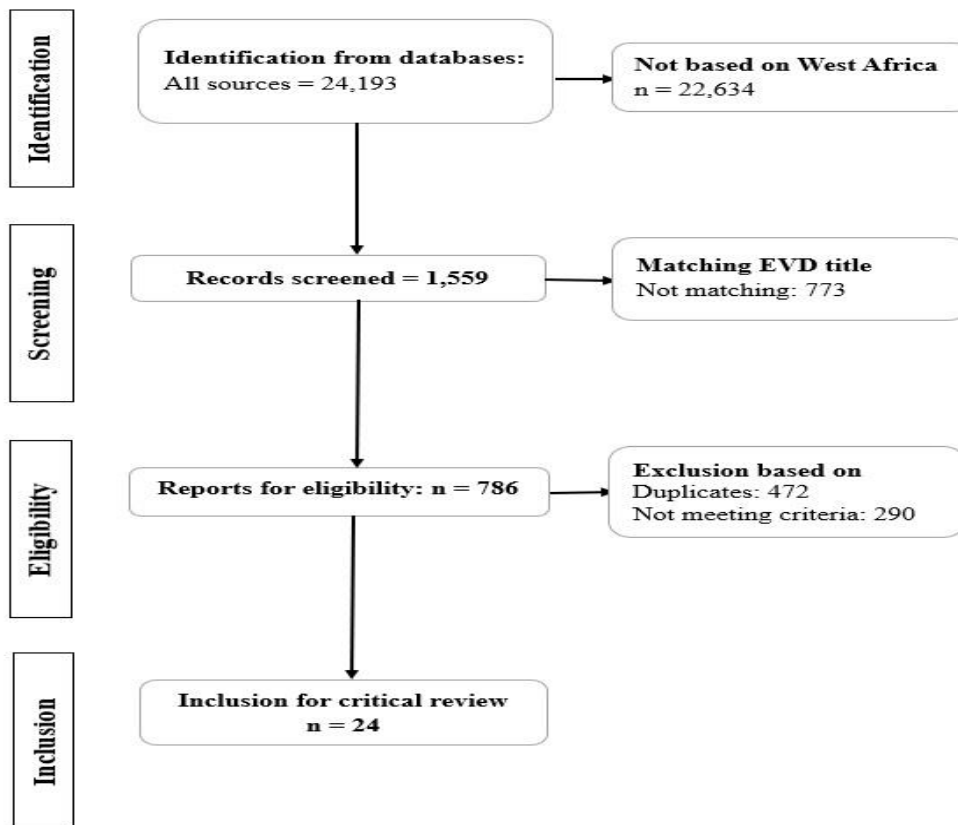 Identification
Identification from databases:
All sources = 24,193
Not based on West Africa
n = 22,634
Screening
Records screened = 1,559
Matching EVD title
Not matching: 773
Eligibility
Reports for eligibility: n = 786
Exclusion based on
Duplicates: 472
Not meeting criteria: 290
Inclusion
Inclusion for critical review
n = 24